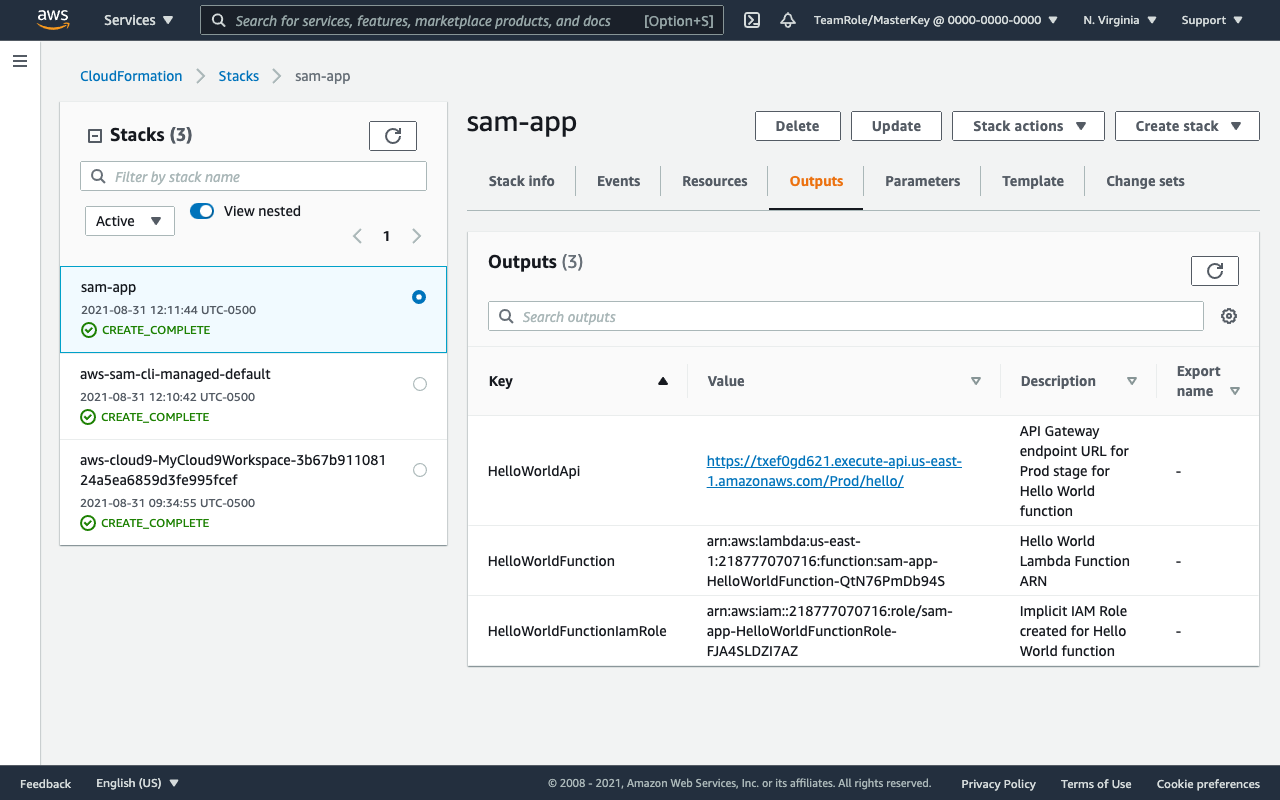 aws
Services
Search for services, features, marketplace products, and docs [Option+S]
TeamRole/MasterKey @ 0000-0000-0000
N. Virginia
Support
CloudFormation
Stacks
sam-app
Stacks (3)
Filter by stack name
Active
View nested
1
sam-app
2021-08-31 12:11:44 UTC-0500
CREATE_COMPLETE
aws-sam-cli-managed-default
2021-08-31 12:10:42 UTC-0500
CREATE_COMPLETE
aws-cloud9-MyCloud9Workspace-3b67b911081
24a5ea6859d3fe995fcef
2021-08-31 09:34:55 UTC-0500
CREATE_COMPLETE
sam-app
Delete
Update
Stack actions
Create stack
Stack info
Events
Resources
Outputs
Parameters
Template
Change sets
Outputs (3)
Search outputs
Key
Value
Description
Export
name
HelloWorldApi
https://txef0gd621.execute-api.us-east-
1.amazonaws.com/Prod/hello/
API Gateway
endpoint URL for
Prod stage for
Hello World
function
-
HelloWorldFunction
arn:aws:lambda:us-east-
1:218777070716:function:sam-app-
HelloWorldFunction-QtN76PmDb94S
Hello World
Lambda Function
ARN
-
HelloWorldFunctionIamRole
arn:aws:iam::218777070716:role/sam-
app-HelloWorldFunctionRole-
FJA4SLDZI7AZ
Implicit IAM Role
created for Hello
World function
-
Feedback
English (US)
© 2008 - 2021, Amazon Web Services, Inc. or its affiliates. All rights reserved.
Privacy Policy
Terms of Use
Cookie preferences